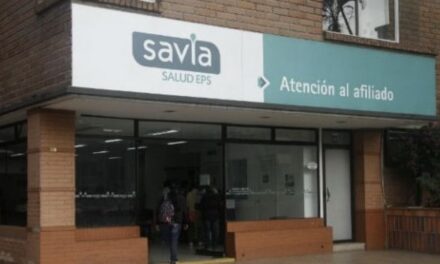 savia
SALUD EPS
Atención al afiliado